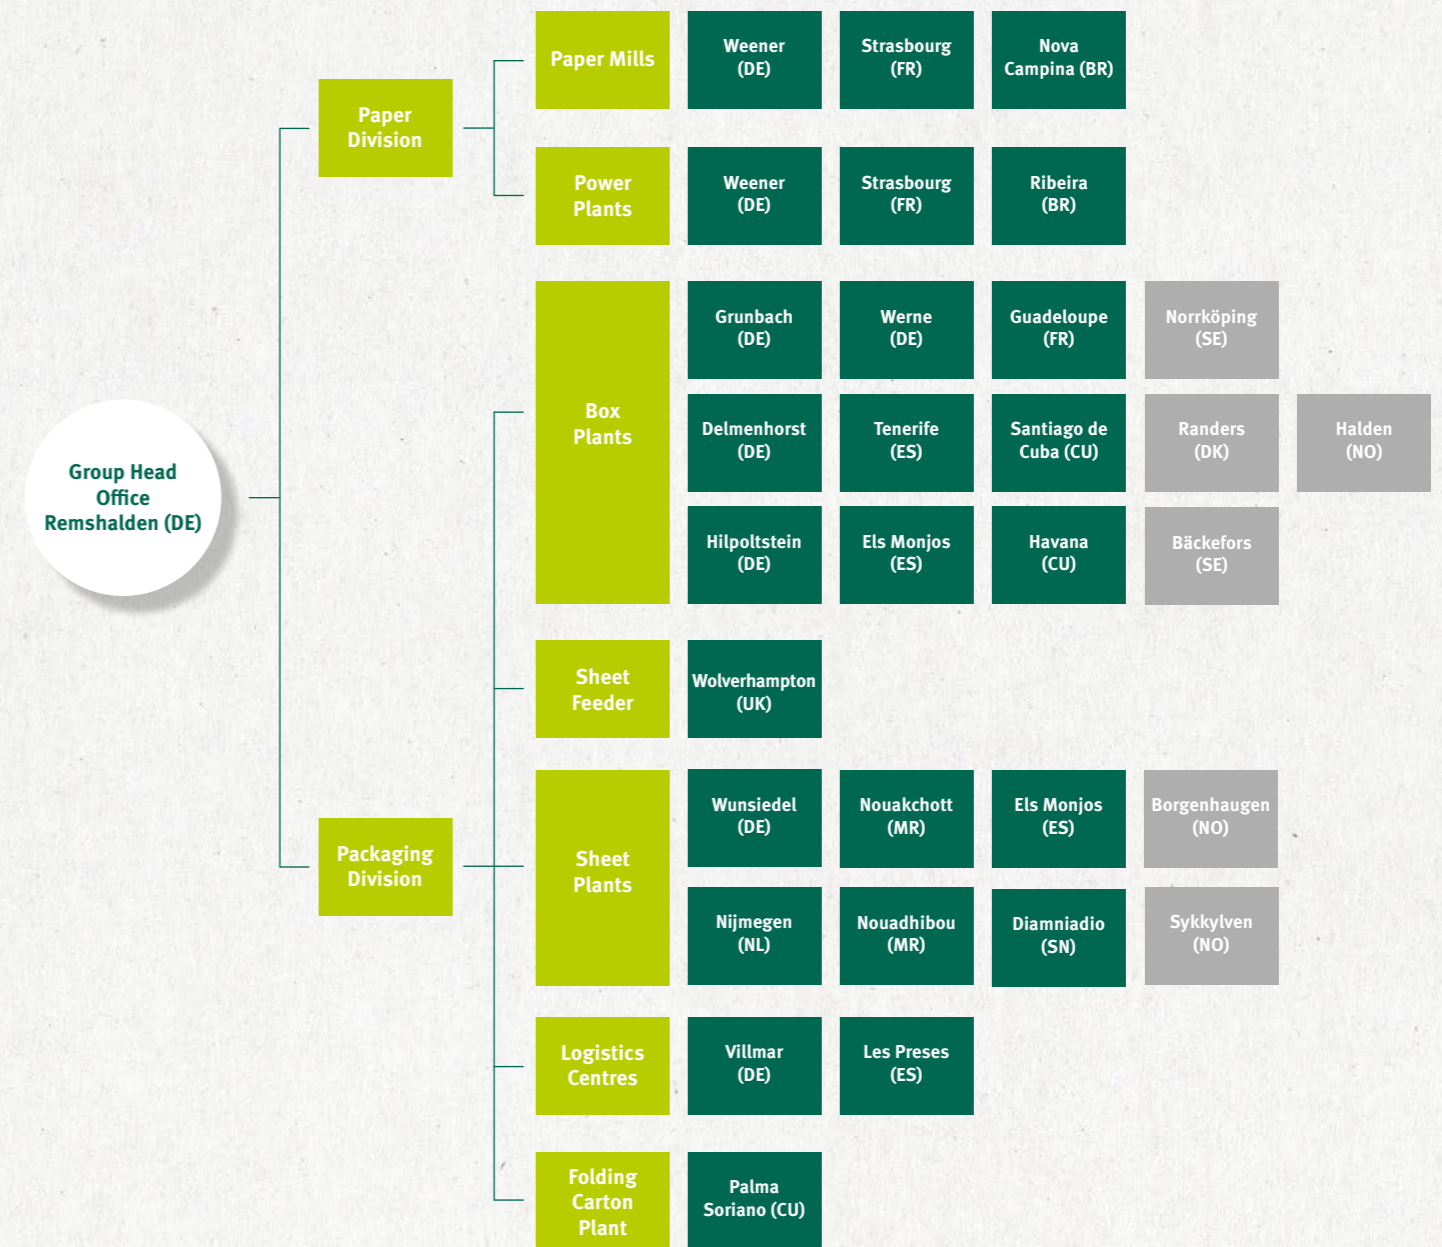 Group Head
Office
Remshalden (DE)
Paper
Division
Paper Mills
Weener
(DE)
Strasbourg
(FR)
Nova
Campina (BR)
Power
Plants
Weener
(DE)
Strasbourg
(FR)
Ribeira
(BR)
Packaging
Division
Box
Plants
Grunbach
(DE)
Werne
(DE)
Guadeloupe
(FR)
Norrköping
(SE)
Delmenhorst
(DE)
Tenerife
(ES)
Santiago de
Cuba (CU)
Randers
(DK)
Halden
(NO)
Hilpoltstein
(DE)
Els Monjos
(ES)
Havana
(CU)
Bäckefors
(SE)
Sheet
Feeder
Wolverhampton
(UK)
Sheet
Plants
Wunsiedel
(DE)
Nouakchott
(MR)
Els Monjos
(ES)
Borgenhaugen
(NO)
Nijmegen
(NL)
Nouadhibou
(MR)
Diamniadio
(SN)
Sykkylven
(NO)
Logistics
Centres
Villmar
(DE)
Les Preses
(ES)
Folding
Carton
Plant
Palma
Soriano (CU)